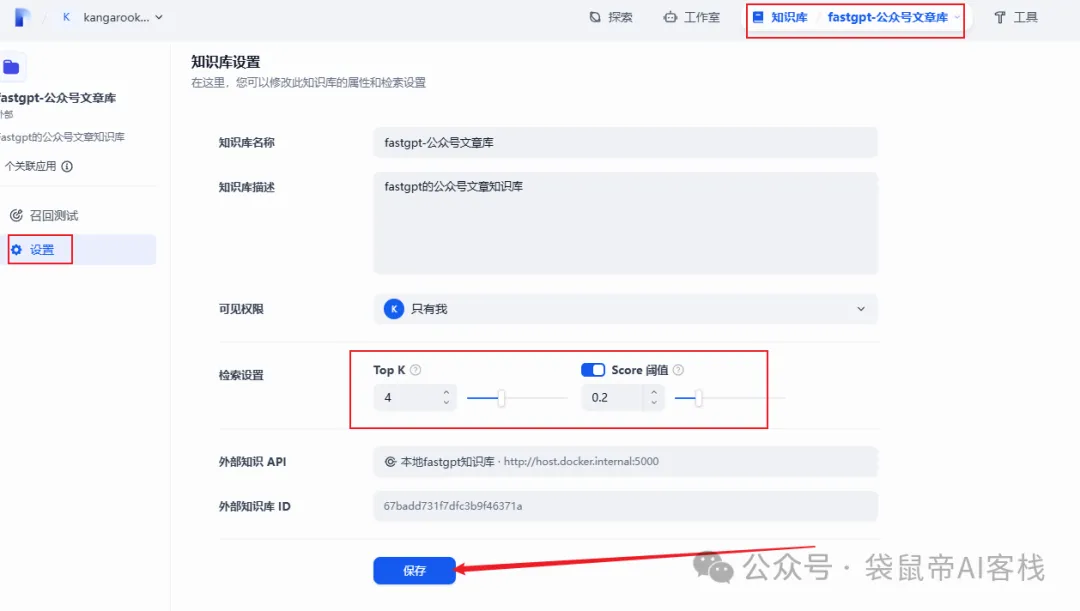 K kangarook... 探索 工作室 知识库 / fastgpt-公众号文章库 工具
fastgpt-公众号文章库
外部
fastgpt的公众号文章知识库
个关联应用
召回测试
设置
知识库设置
在这里，您可以修改此知识库的属性和检索设置
知识库名称 fastgpt-公众号文章库
知识库描述 fastgpt的公众号文章知识库
可见权限 K 只有我
检索设置 Top K Score 阈值
4 0.2
外部知识 API 本地fastgpt知识库 · http://host.docker.internal:5000
外部知识库 ID 67badd731f7dfc3b9f46371a
保存
公众号 · 袋鼠帝AI客栈